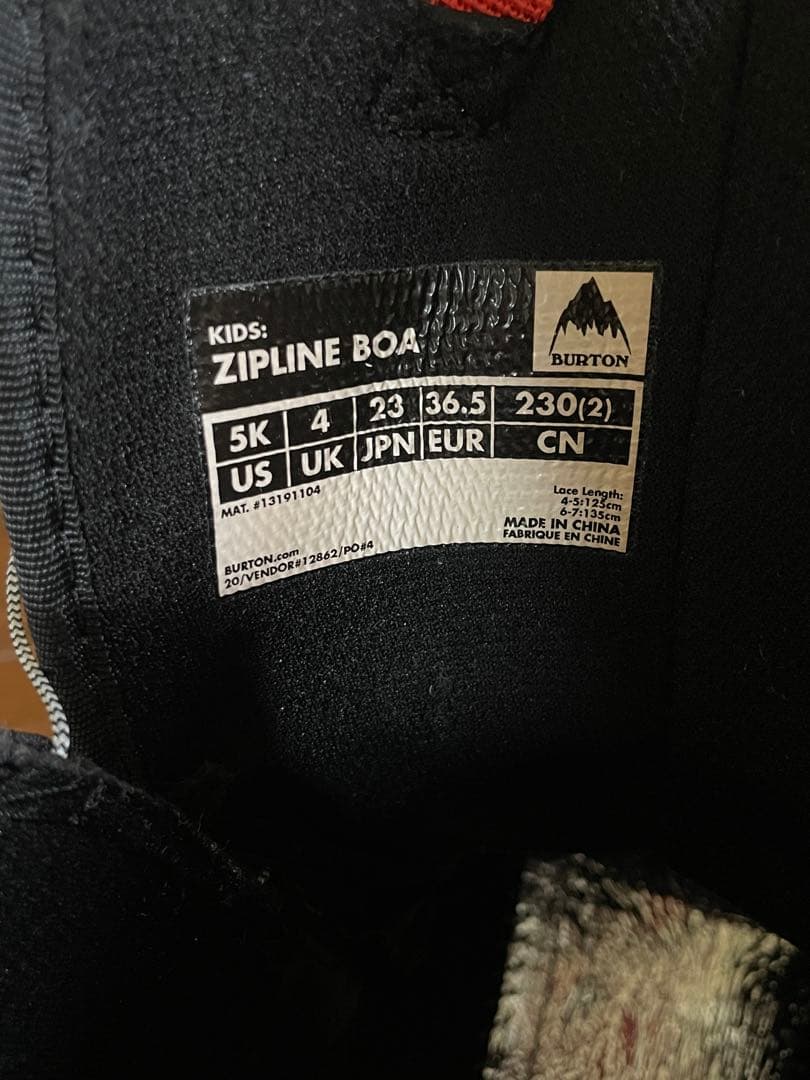 KIDS:
ZIPLINE BOA
BURTON
5K 4 23 36.5 230(2)
US UK JPN EUR CN
MAT. #13191104
Lace Length:
4-5:125cm
6-7:135cm
MADE IN CHINA
FABRIQUE EN CHINE
BURTON.com
20/VENDOR#12862/PO#4